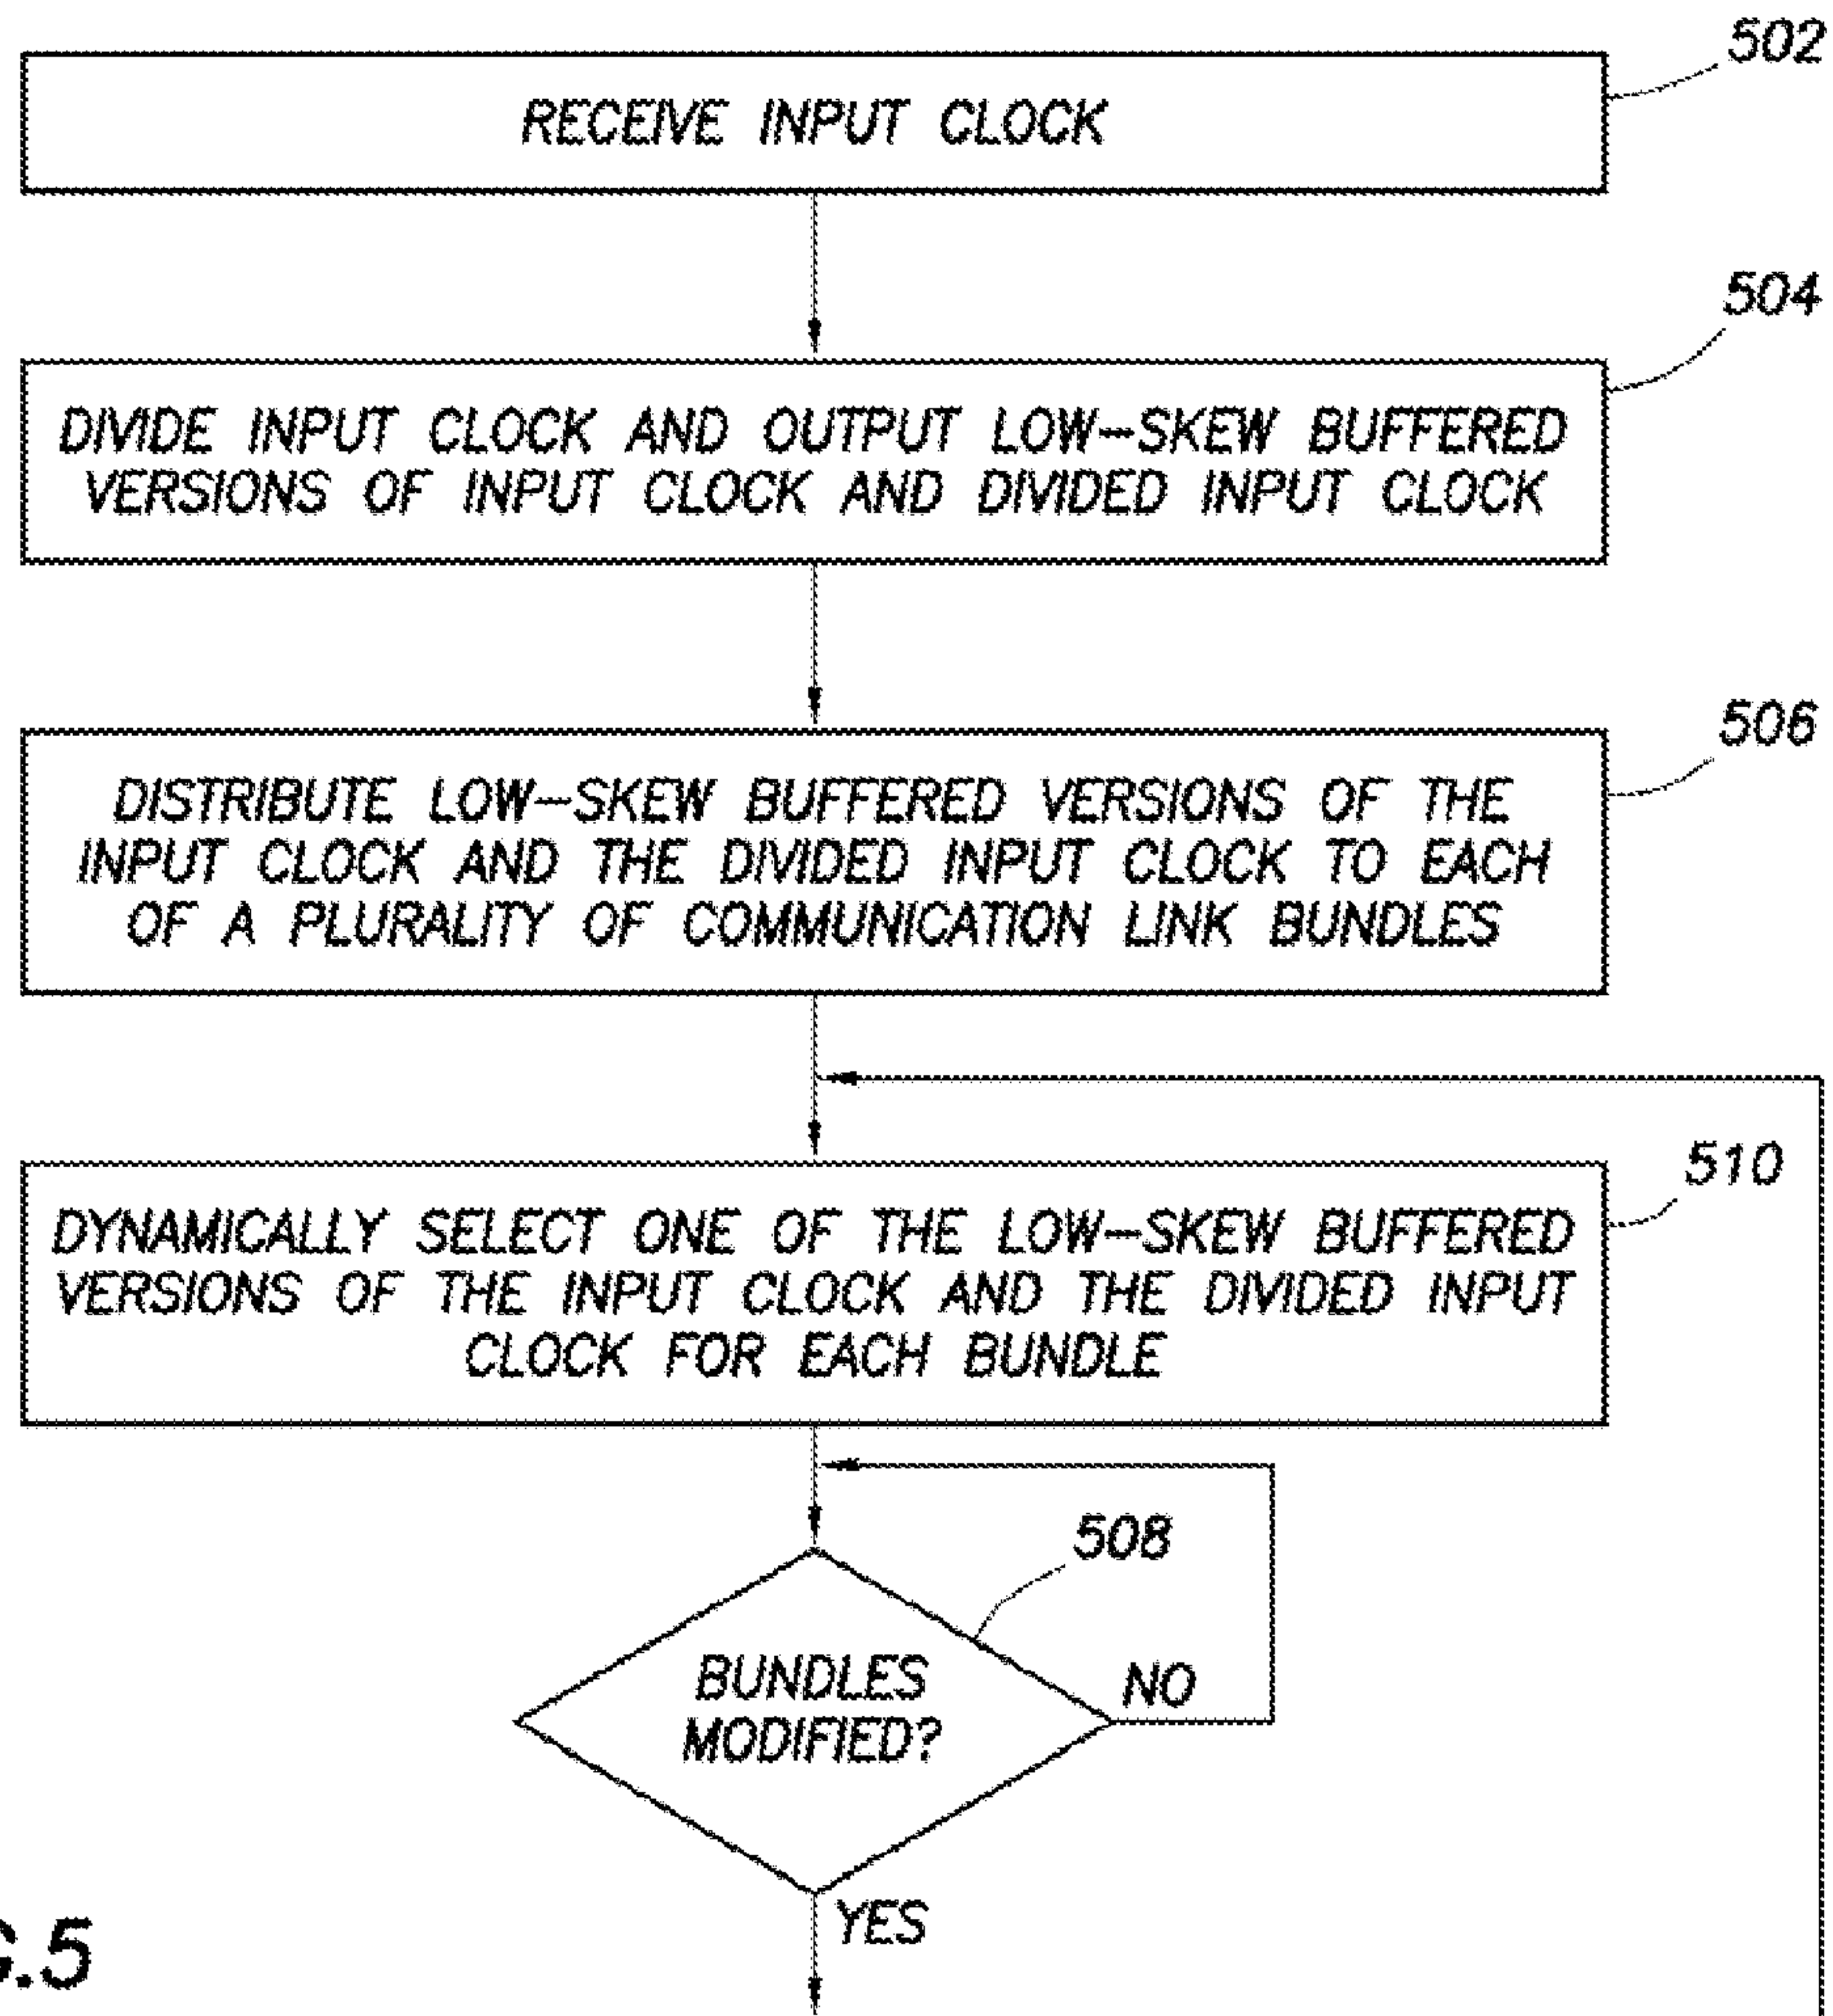 502
RECEIVE INPUT CLOCK
504
DIVIDE INPUT CLOCK AND OUTPUT LOW-SKEW BUFFERED
VERSIONS OF INPUT CLOCK AND DIVIDED INPUT CLOCK
506
DISTRIBUTE LOW-SKEW BUFFERED VERSIONS OF THE
INPUT CLOCK AND THE DIVIDED INPUT CLOCK TO EACH
OF A PLURALITY OF COMMUNICATION LINK BUNDLES
510
DYNAMICALLY SELECT ONE OF THE LOW-SKEW BUFFERED
VERSIONS OF THE INPUT CLOCK AND THE DIVIDED INPUT
CLOCK FOR EACH BUNDLE
508
BUNDLES
MODIFIED?
NO
YES
G.5